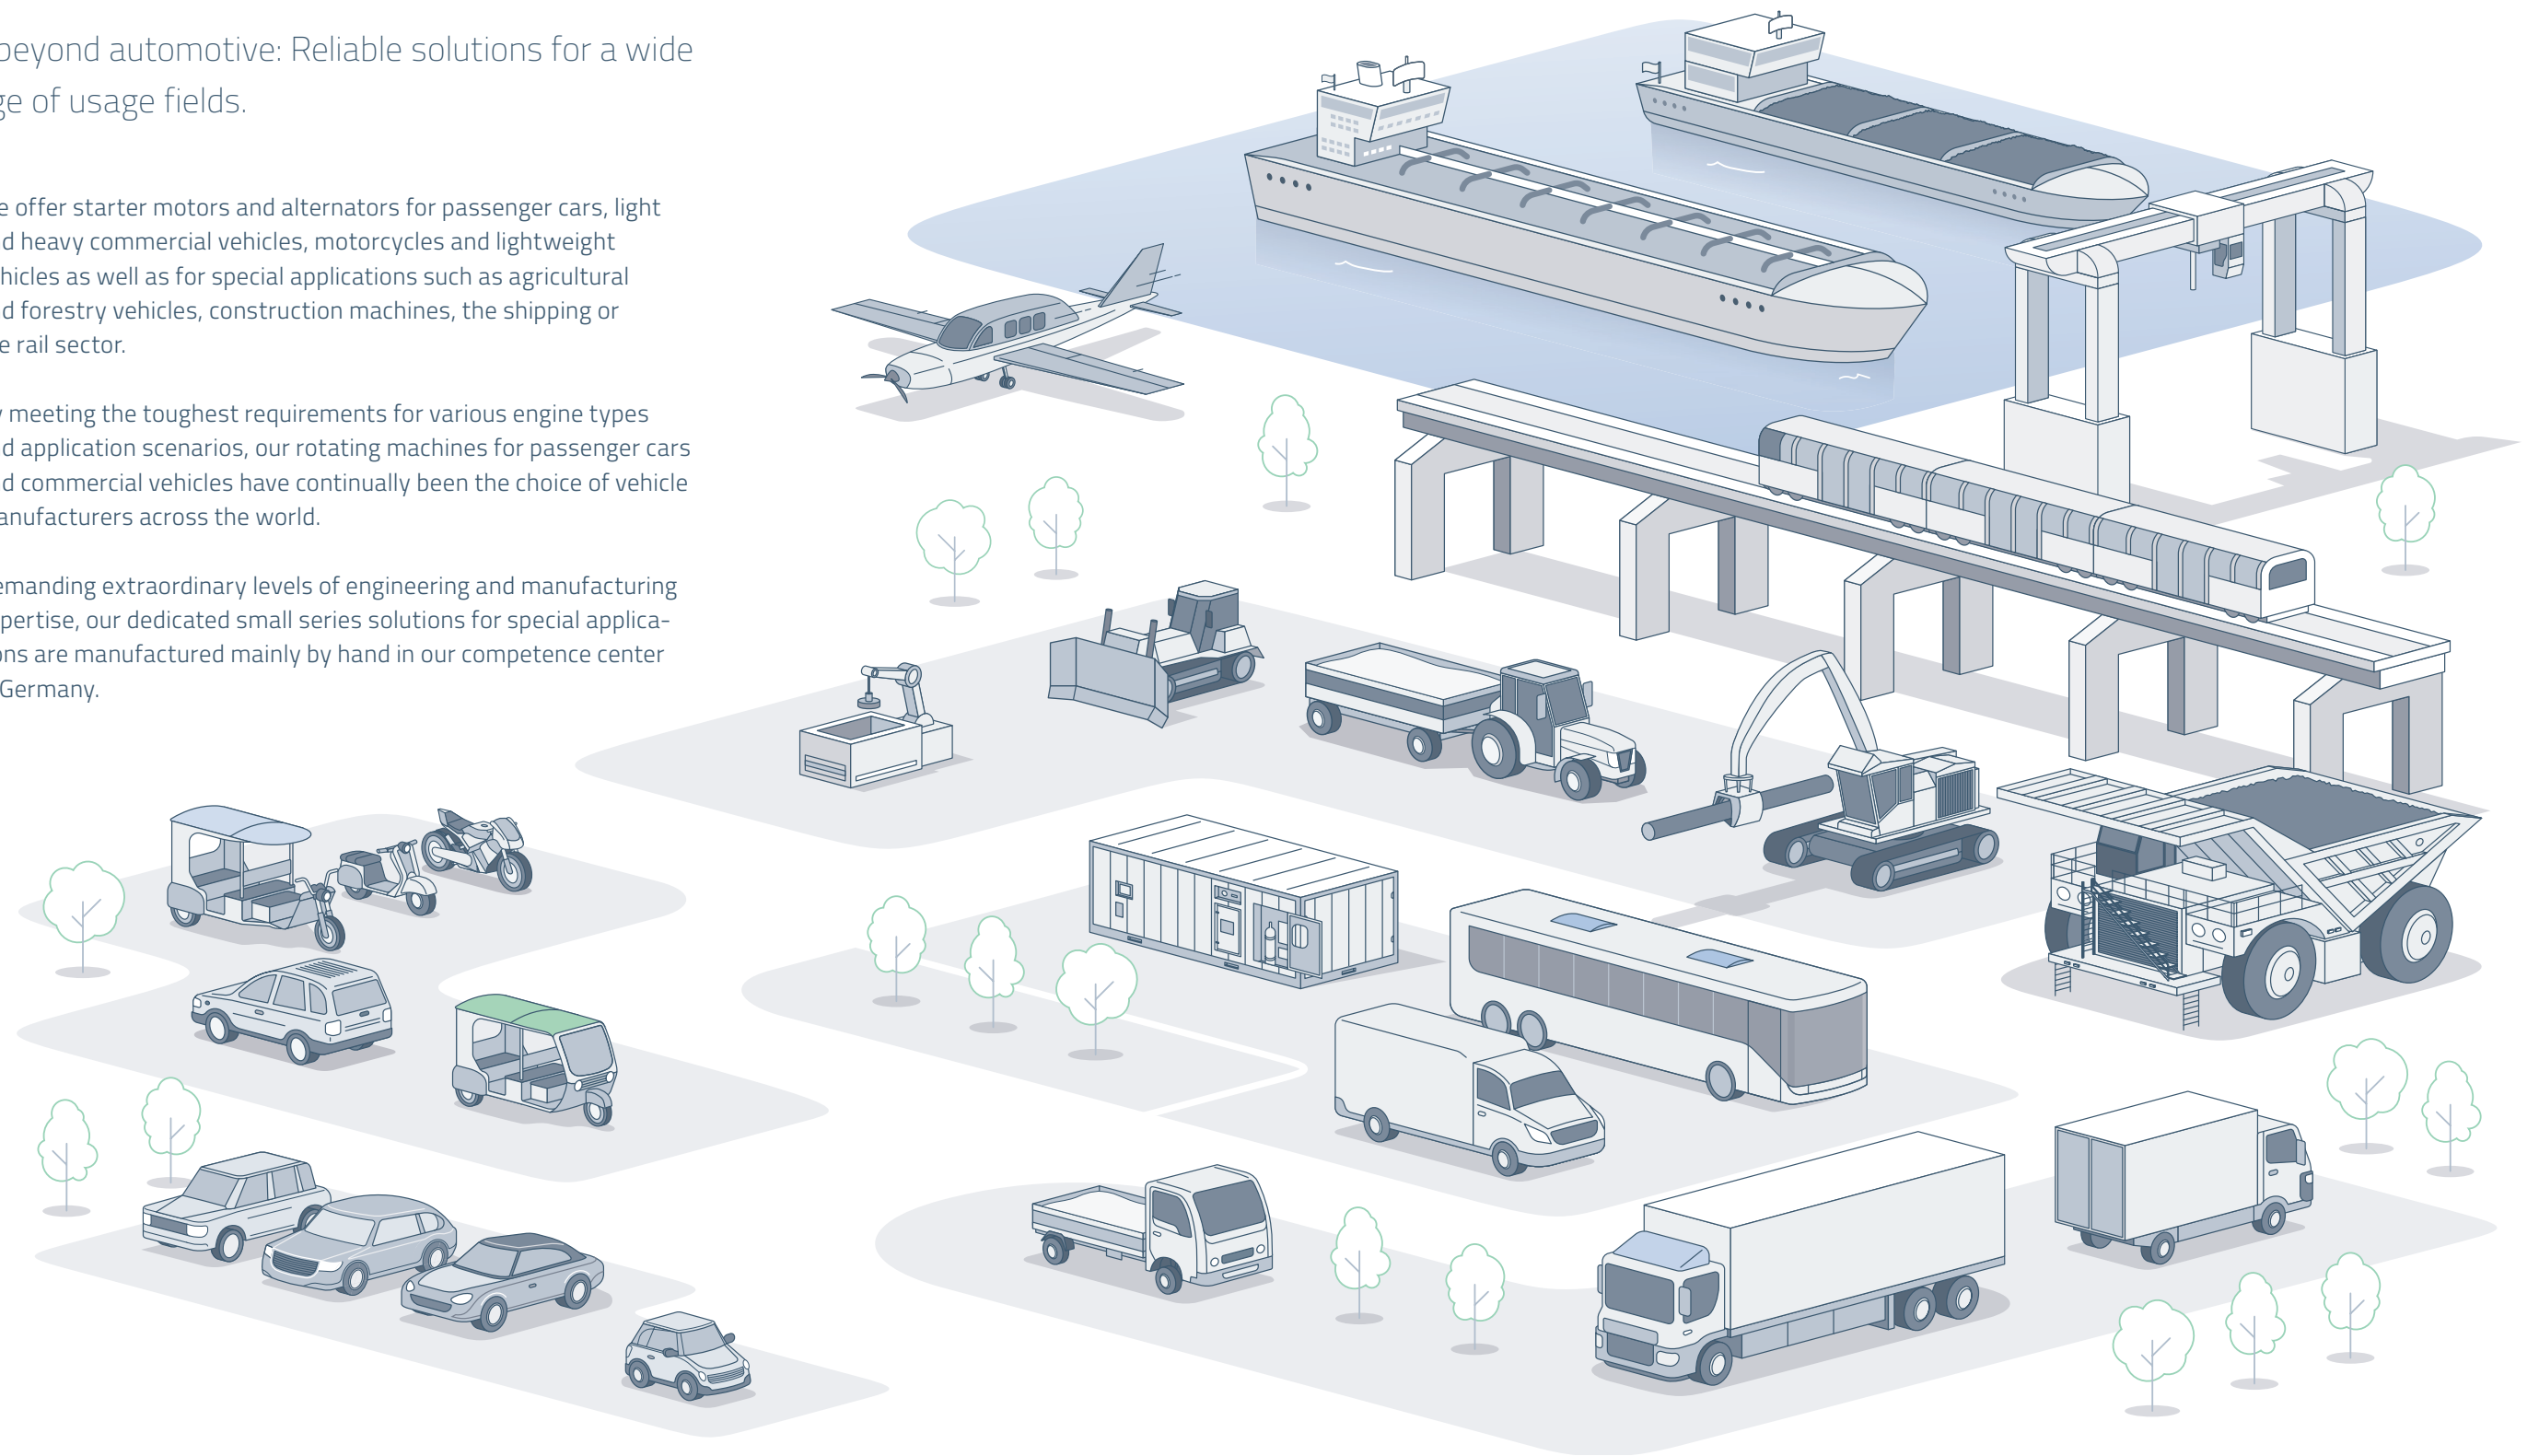 beyond automotive: Reliable solutions for a wide
ge of usage fields.
e offer starter motors and alternators for passenger cars, light
d heavy commercial vehicles, motorcycles and lightweight
hicles as well as for special applications such as agricultural
d forestry vehicles, construction machines, the shipping or
e rail sector.
y meeting the toughest requirements for various engine types
d application scenarios, our rotating machines for passenger cars
d commercial vehicles have continually been the choice of vehicle
anufacturers across the world.
emanding extraordinary levels of engineering and manufacturing
pertise, our dedicated small series solutions for special applica-
ons are manufactured mainly by hand in our competence center
Germany.